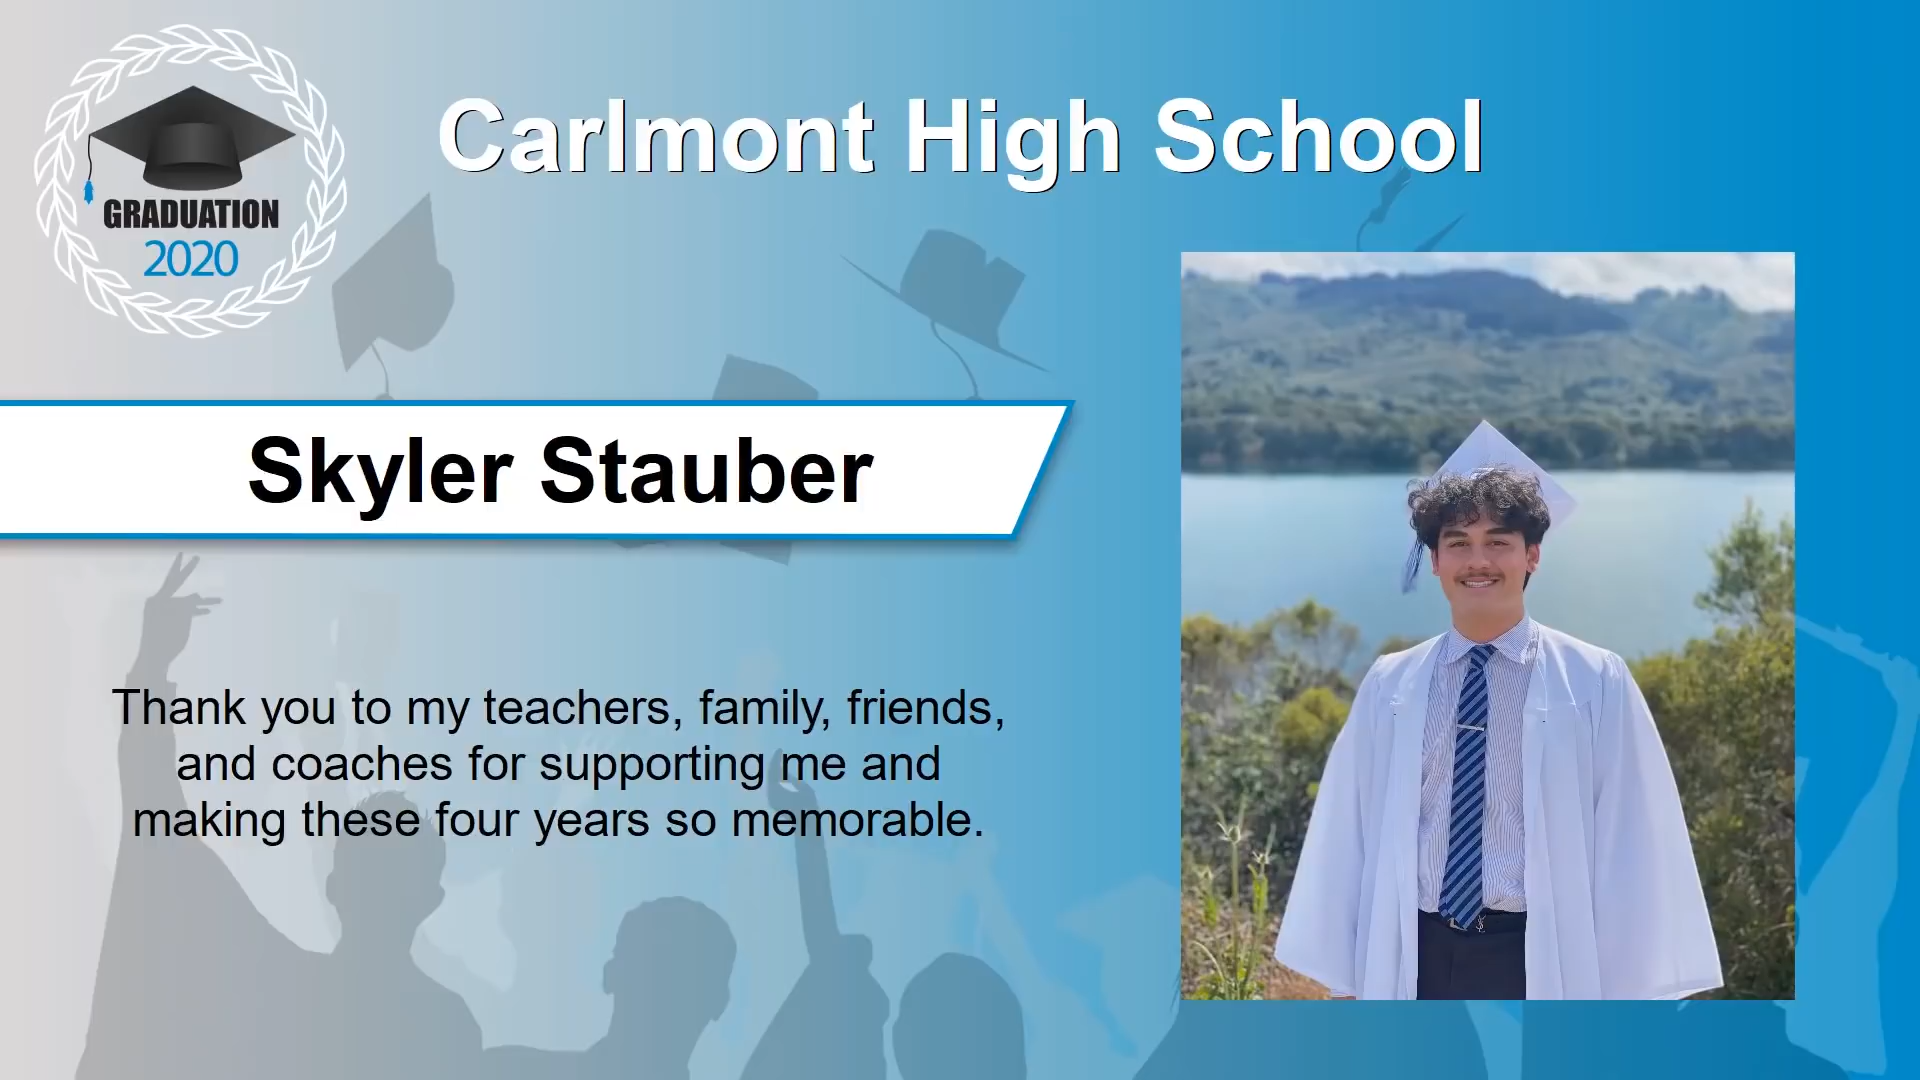 Carlmont High School
GRADUATION
2020
Skyler Stauber
Thank you to my teachers, family, friends,
and coaches for supporting me and
making these four years so memorable.